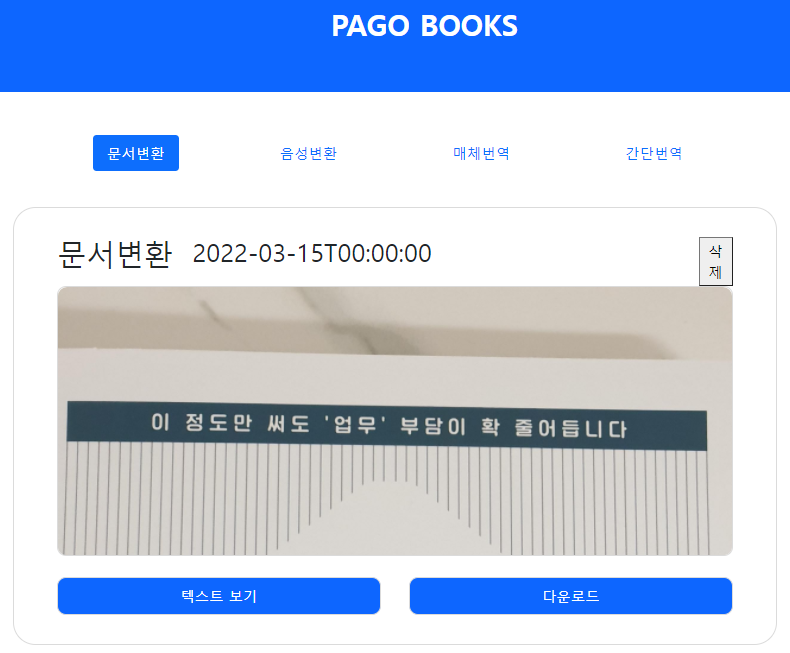 PAGO BOOKS
문서변환 음성변환 매체번역 간단번역
문서변환 2022-03-15T00:00:00
삭
제
이 정도만 써도 '업무' 부담이 확 줄어듭니다
텍스트 보기 다운로드